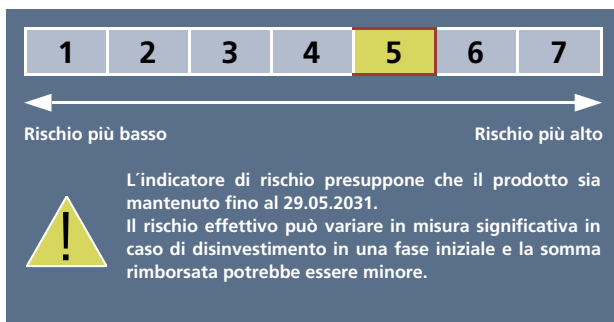 1 2 3 4 5 6 7
Rischio più basso Rischio più alto
L´indicatore di rischio presuppone che il prodotto sia
mantenuto fino al 29.05.2031.
Il rischio effettivo può variare in misura significativa in
caso di disinvestimento in una fase iniziale e la somma
rimborsata potrebbe essere minore.
!